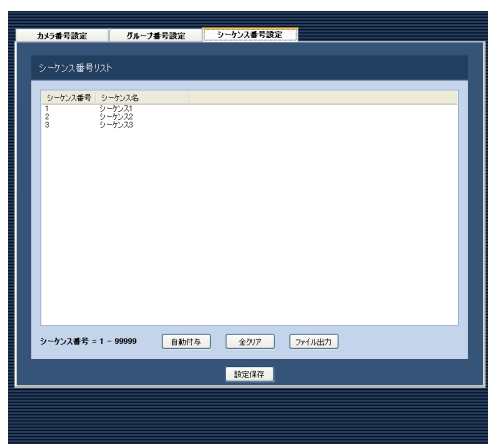 カメラ番号設定 グループ番号設定 シーケンス番号設定
シーケンス番号リスト
シーケンス番号 シーケンス名
1 シーケンス1
2 シーケンス2
3 シーケンス3
シーケンス番号 = 1 - 99999 自動付与 全クリア ファイル出力
設定保存